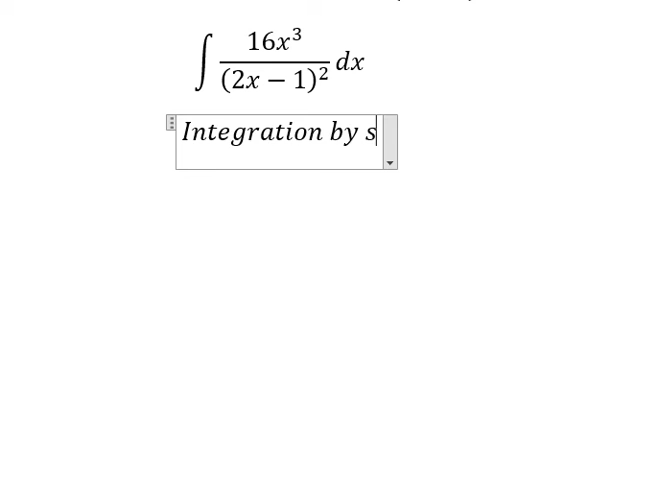 ∫ 16x³/(2x − 1)² dx
Integration by s